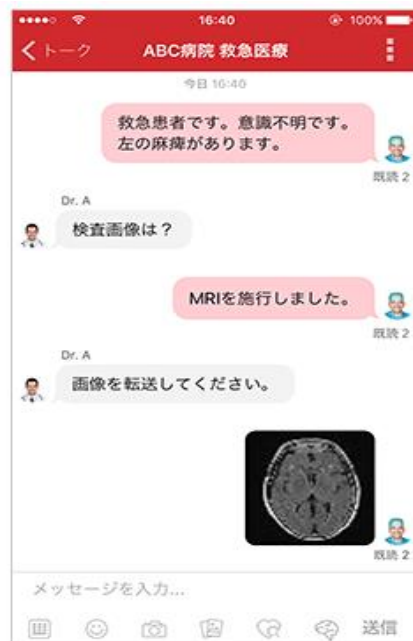 16:40
100%
トーク
ABC病院 救急医療
今日 16:40
救急患者です。意識不明です。
左の麻痺があります。
既読 2
Dr. A
検査画像は？
MRIを施行しました。
既読 2
Dr. A
画像を転送してください。
既読 2
メッセージを入力...
送信